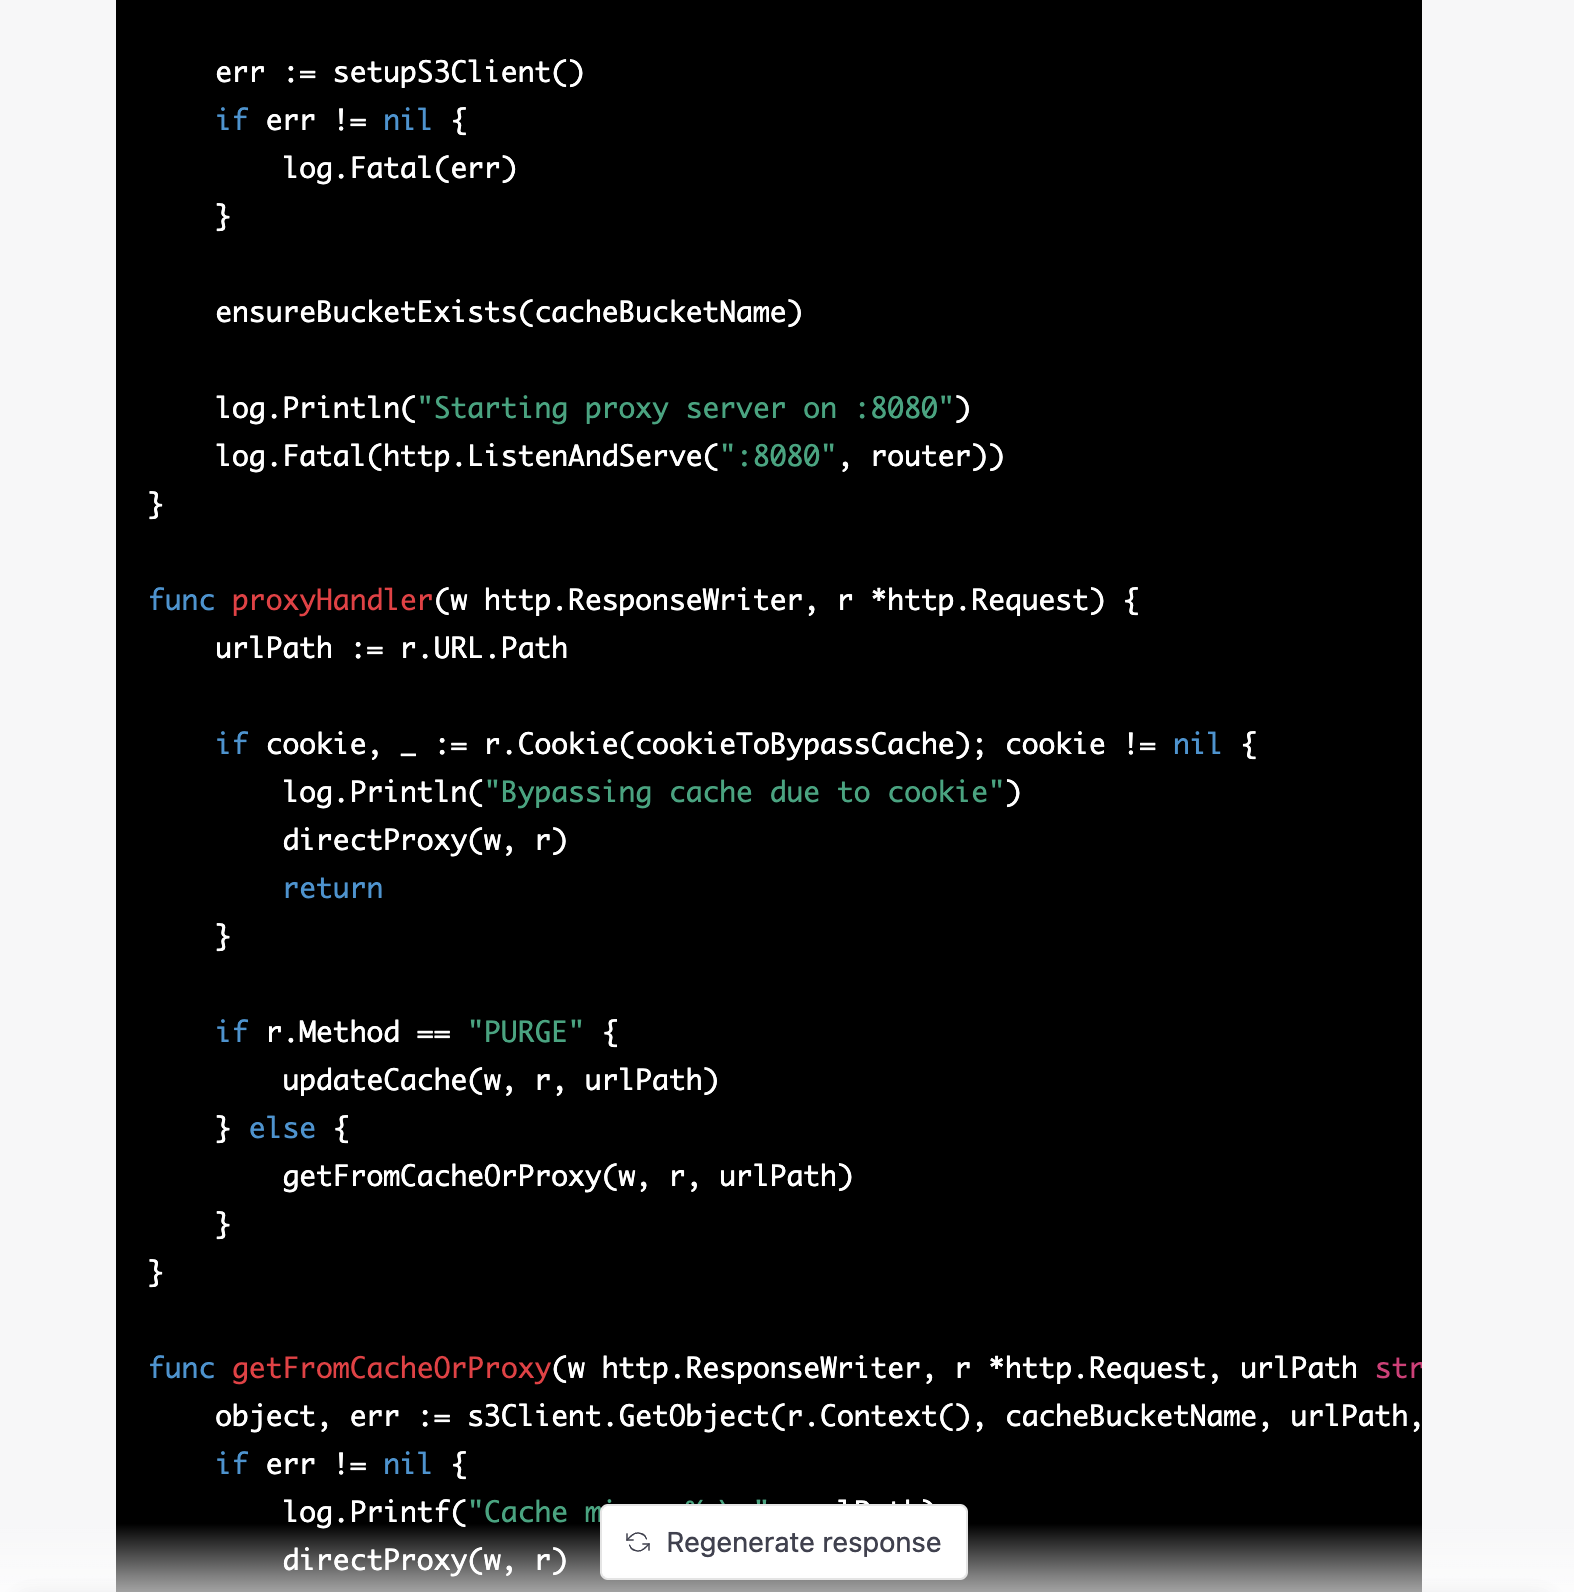 err := setupS3Client()
if err != nil {
log.Fatal(err)
}
ensureBucketExists(cacheBucketName)
log.Println("Starting proxy server on :8080")
log.Fatal(http.ListenAndServe(":8080", router))
}
func proxyHandler(w http.ResponseWriter, r *http.Request) {
urlPath := r.URL.Path
if cookie, _ := r.Cookie(cookieToBypassCache); cookie != nil {
log.Println("Bypassing cache due to cookie")
directProxy(w, r)
return
}
if r.Method == "PURGE" {
updateCache(w, r, urlPath)
} else {
getFromCacheOrProxy(w, r, urlPath)
}
}
func getFromCacheOrProxy(w http.ResponseWriter, r *http.Request, urlPath str
object, err := s3Client.GetObject(r.Context(), cacheBucketName, urlPath,
if err != nil {
log.Printf("Cache
directProxy(w, r)
Regenerate response